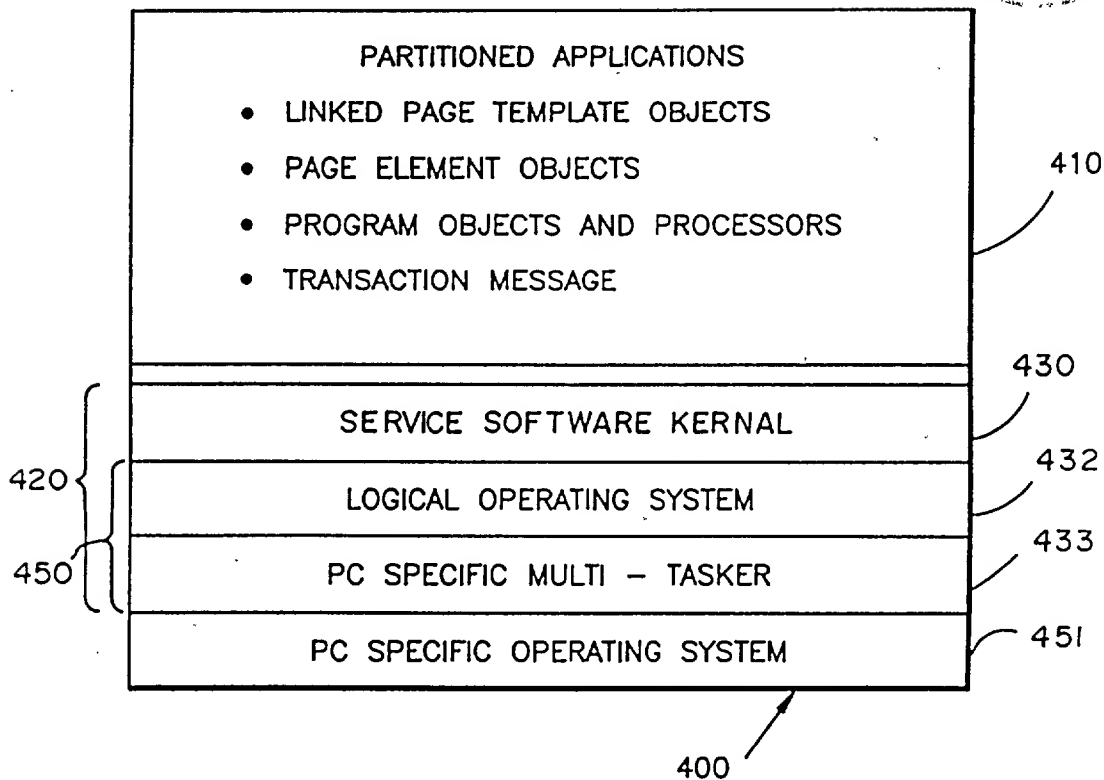 PARTITIONED APPLICATIONS
• LINKED PAGE TEMPLATE OBJECTS
• PAGE ELEMENT OBJECTS
• PROGRAM OBJECTS AND PROCESSORS
• TRANSACTION MESSAGE
410
SERVICE SOFTWARE KERNAL
430
420
LOGICAL OPERATING SYSTEM
432
450
PC SPECIFIC MULTI – TASKER
433
PC SPECIFIC OPERATING SYSTEM
451
400